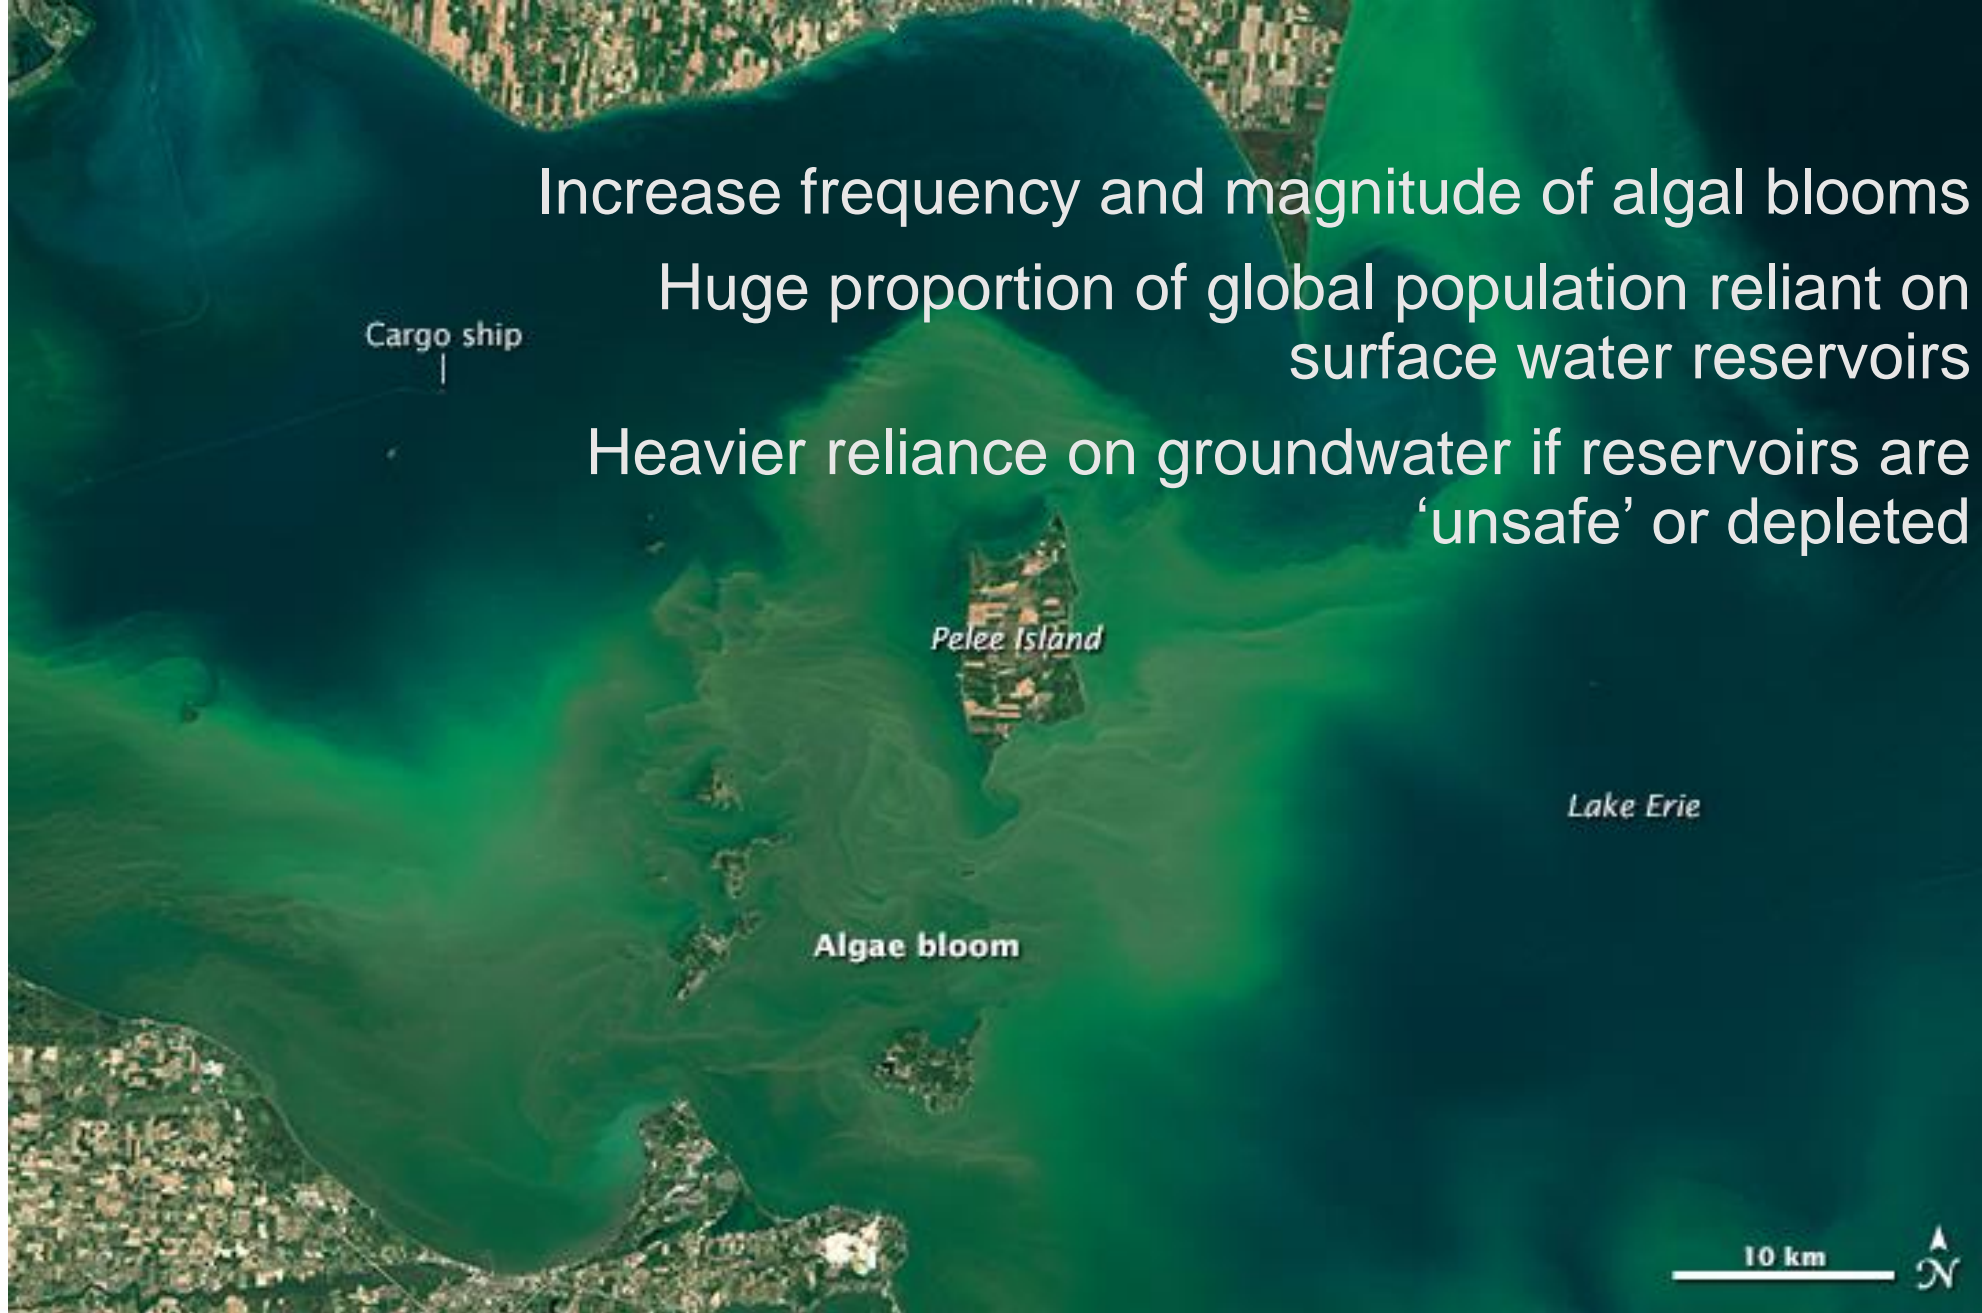 Increase frequency and magnitude of algal blooms
Huge proportion of global population reliant on
surface water reservoirs
Cargo ship
Heavier reliance on groundwater if reservoirs are
‘unsafe’ or depleted
Pelee Island
Lake Erie
Algae bloom
10 km
N